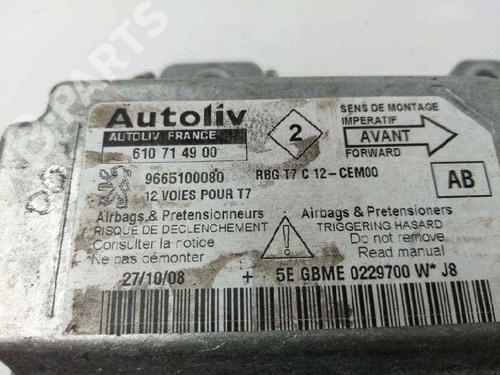 Autoliv
AUTOLIV FRANCE
610 71 49 00
2
SENS DE MONTAGE
IMPERATIF
AVANT
FORWARD
9665100080
RBG T7 C 12-CEM00
12 VOIES POUR T7
AB
Airbags & Pretensionneurs
RISQUE DE DECLENCHEMENT
Consulter la notice
Ne pas démonter
Airbags & Pretensioners
TRIGGERING HASARD
Do not remove
Read manual
27/10/08 + 5E GBME 0229700 W* J8